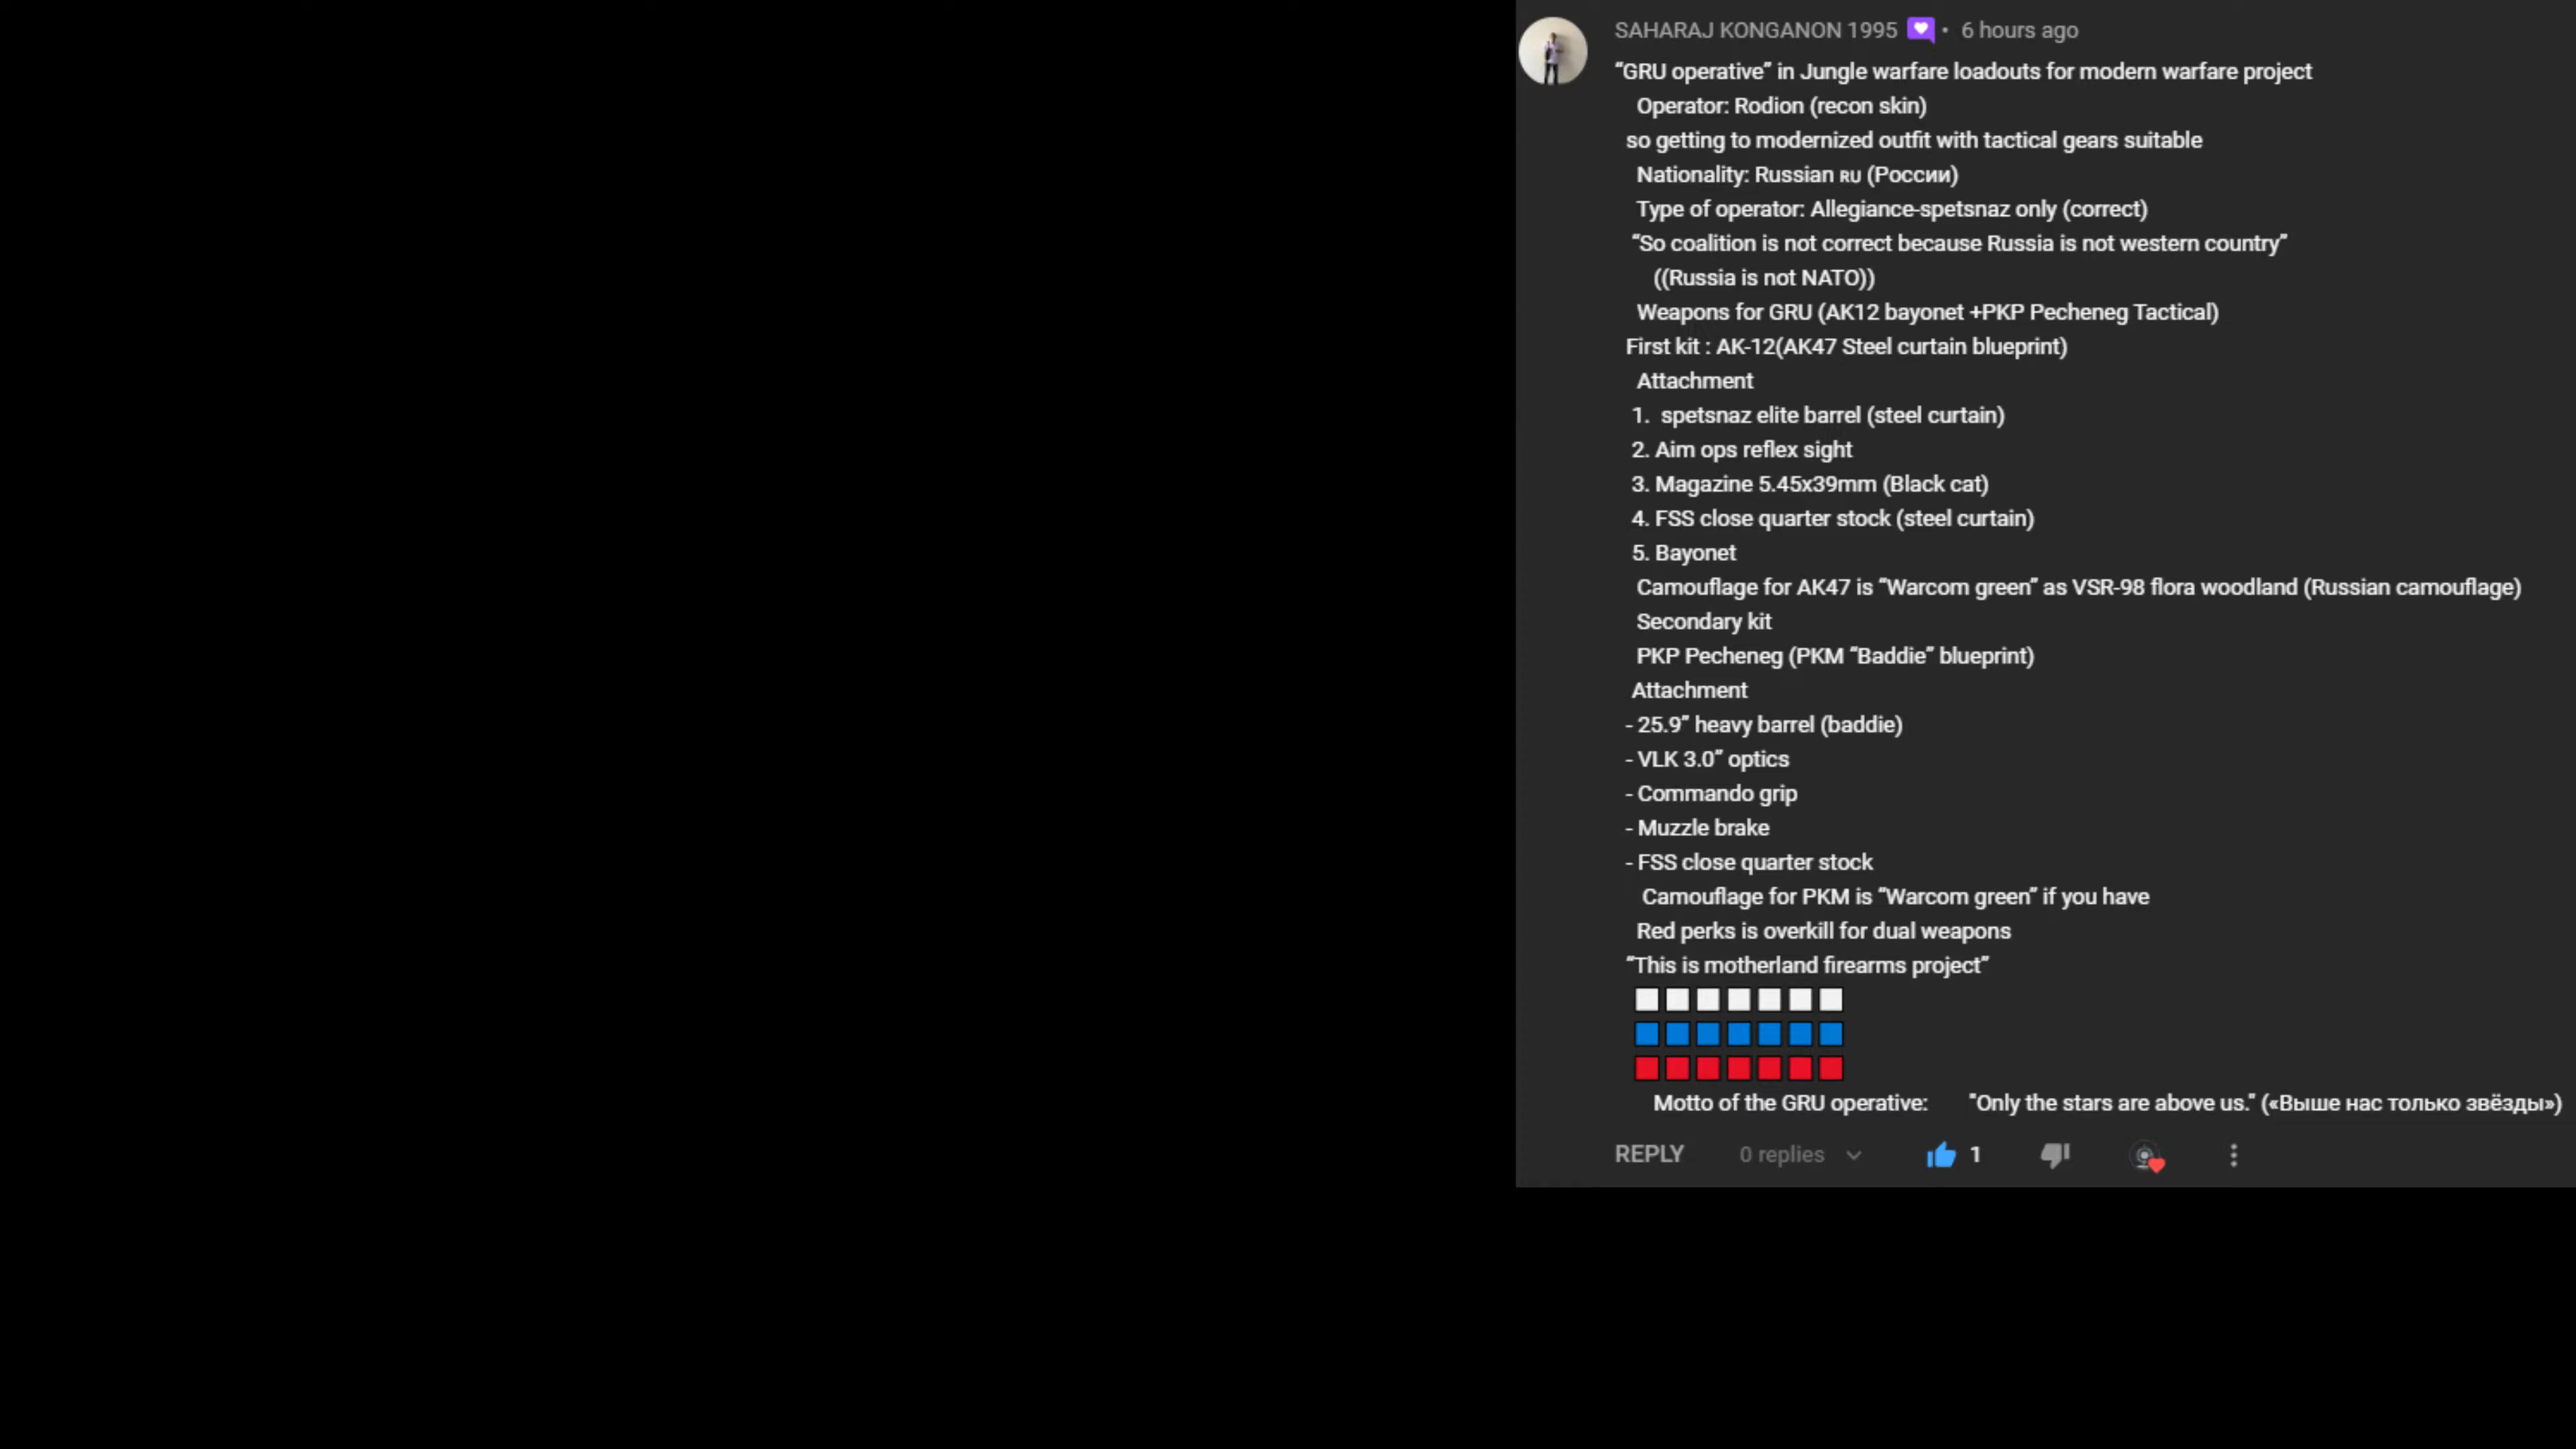 SAHARAJ KONGANON 1995 • 6 hours ago
“GRU operative” in Jungle warfare loadouts for modern warfare project
Operator: Rodion (recon skin)
so getting to modernized outfit with tactical gears suitable
Nationality: Russian RU (России)
Type of operator: Allegiance-spetsnaz only (correct)
“So coalition is not correct because Russia is not western country”
((Russia is not NATO))
Weapons for GRU (AK12 bayonet +PKP Pecheneg Tactical)
First kit : AK-12(AK47 Steel curtain blueprint)
Attachment
1. spetsnaz elite barrel (steel curtain)
2. Aim ops reflex sight
3. Magazine 5.45x39mm (Black cat)
4. FSS close quarter stock (steel curtain)
5. Bayonet
Camouflage for AK47 is “Warcom green” as VSR-98 flora woodland (Russian camouflage)
Secondary kit
PKP Pecheneg (PKM “Baddie” blueprint)
Attachment
- 25.9” heavy barrel (baddie)
- VLK 3.0” optics
- Commando grip
- Muzzle brake
- FSS close quarter stock
Camouflage for PKM is “Warcom green” if you have
Red perks is overkill for dual weapons
“This is motherland firearms project”
Motto of the GRU operative: "Only the stars are above us." («Выше нас только звёзды»)
REPLY 0 replies 1